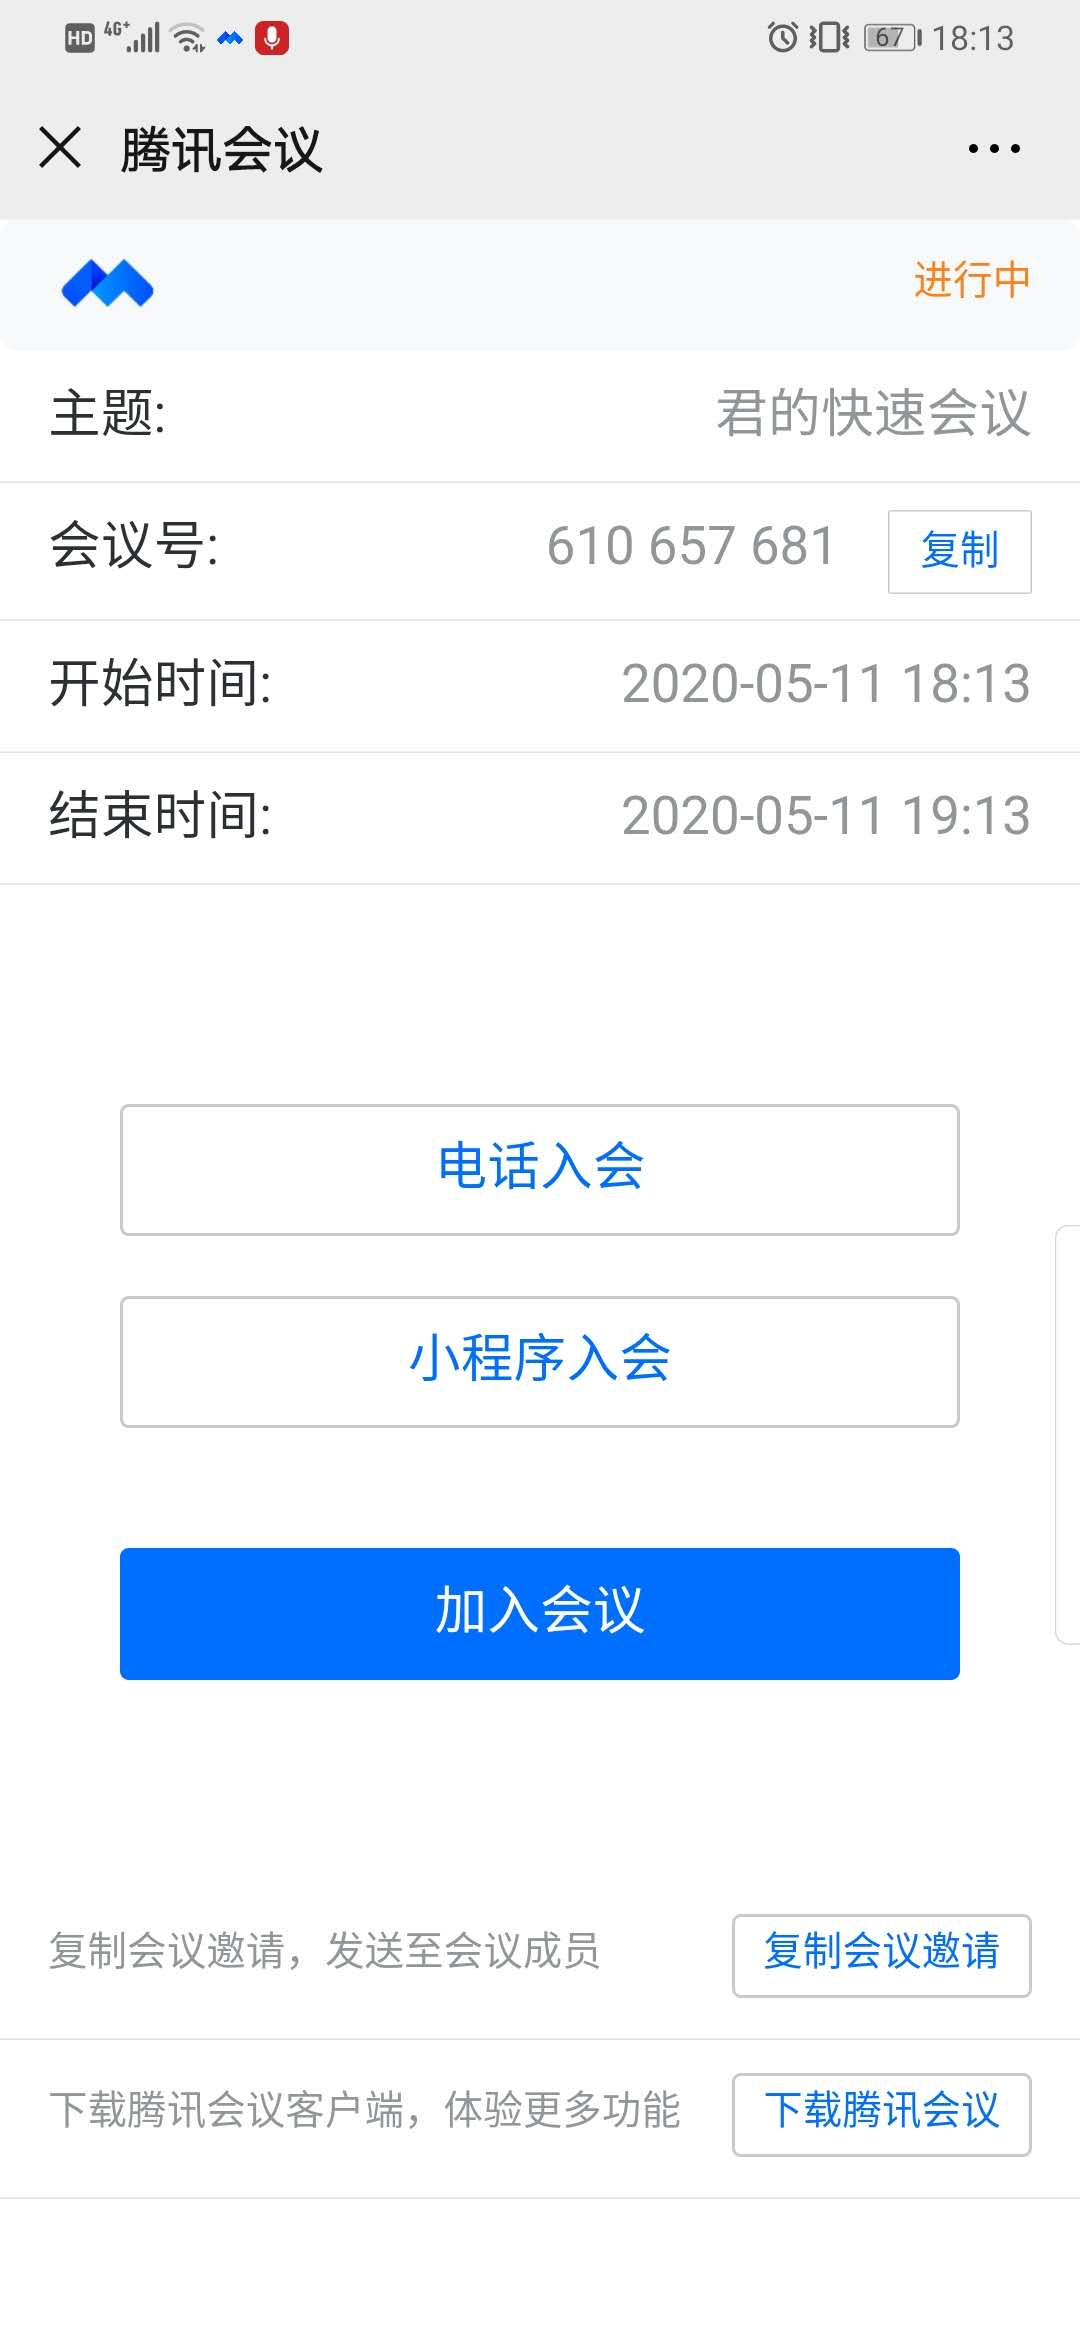 HD 4G+ 67 18:13
腾讯会议
进行中
主题: 君的快速会议
会议号: 610 657 681 复制
开始时间: 2020-05-11 18:13
结束时间: 2020-05-11 19:13
电话入会
小程序入会
加入会议
复制会议邀请，发送至会议成员 复制会议邀请
下载腾讯会议客户端，体验更多功能 下载腾讯会议